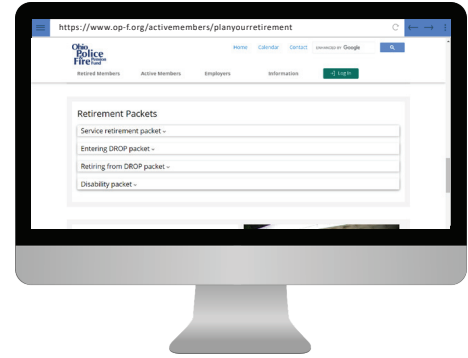 https://www.op-f.org/activemembers/planyourretirement
Ohio
Police
Fire Pension Fund
Home Calendar Contact ENHANCED BY Google
Retired Members Active Members Employers Information Log In
Retirement Packets
Service retirement packet
Entering DROP packet
Retiring from DROP packet
Disability packet